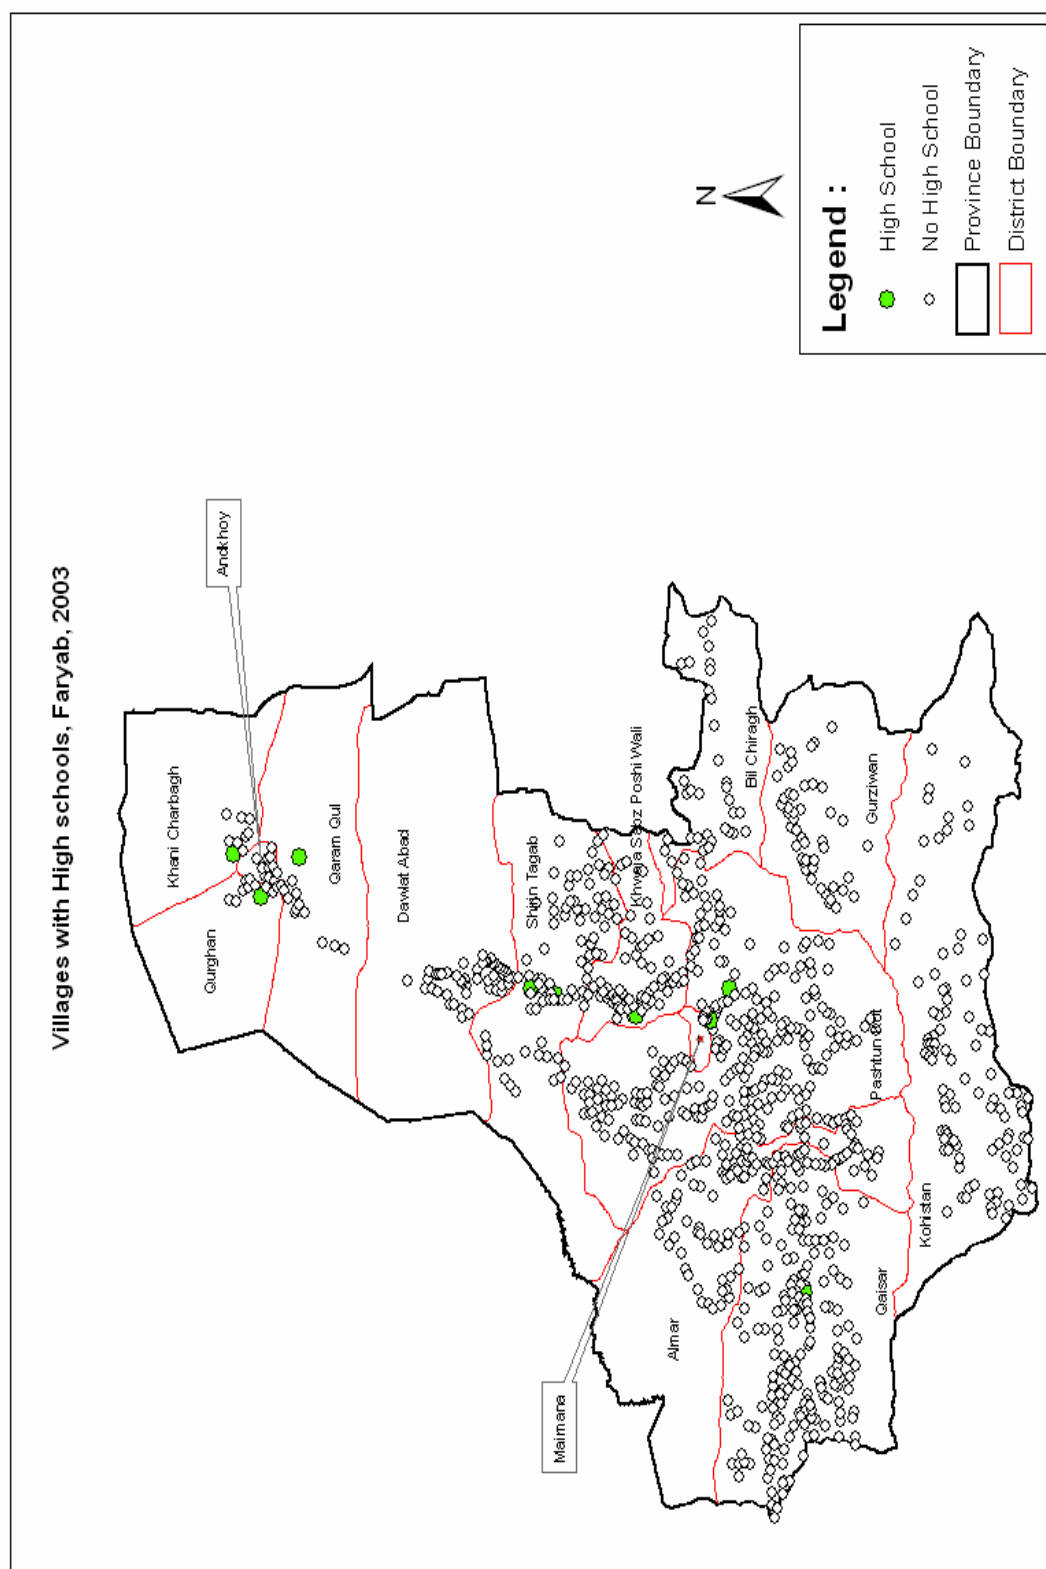 Villages with High schools, Faryab, 2003
Andkhoy
Khani Charbagh
Qurghan
Qaram Qul
Dawlat Abad
Shirin Tagab
Khwaja Sabz Poshi Wali
Bil Chiragh
Gurziwan
Pashtun Kot
Kohistan
Qaisar
Almar
Maimana
N
Legend :
High School
No High School
Province Boundary
District Boundary